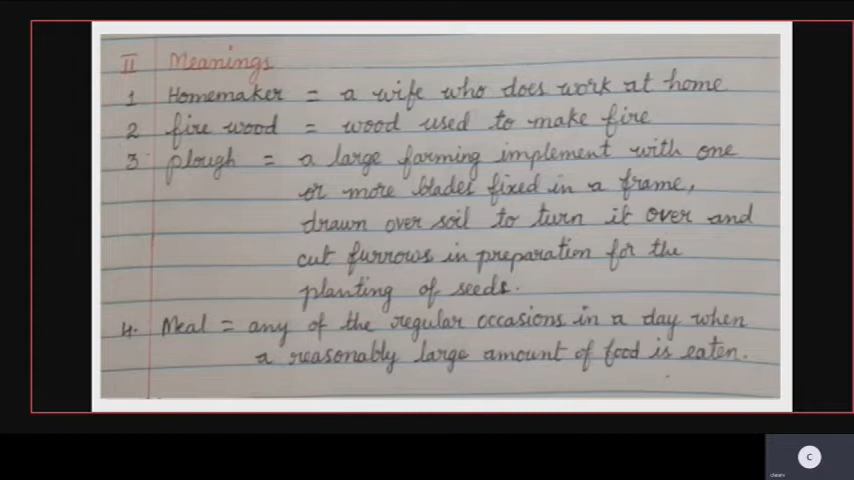 II Meanings
1 Homemaker = a wife who does work at home
2 fire wood = wood used to make fire
3 plough = a large farming implement with one
or more blades fixed in a frame,
drawn over soil to turn it over and
cut furrows in preparation for the
planting of seeds.
4. Meal = any of the regular occasions in a day when
a reasonably large amount of food is eaten.
C